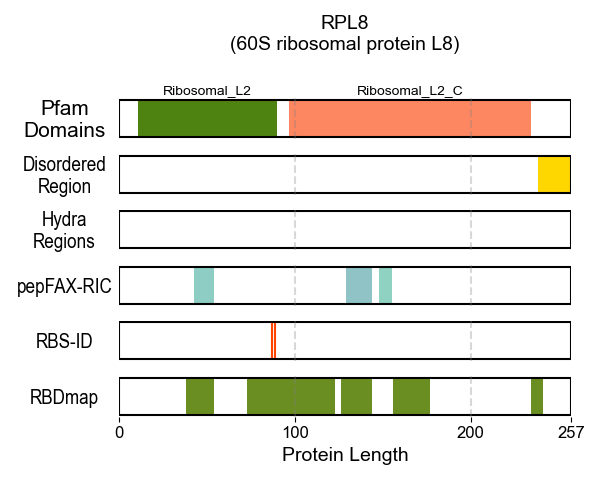 RPL8
(60S ribosomal protein L8)
Ribosomal_L2 Ribosomal_L2_C
Pfam
Domains
Disordered
Region
Hydra
Regions
pepFAX-RIC
RBS-ID
RBDmap
0 100 200 257
Protein Length